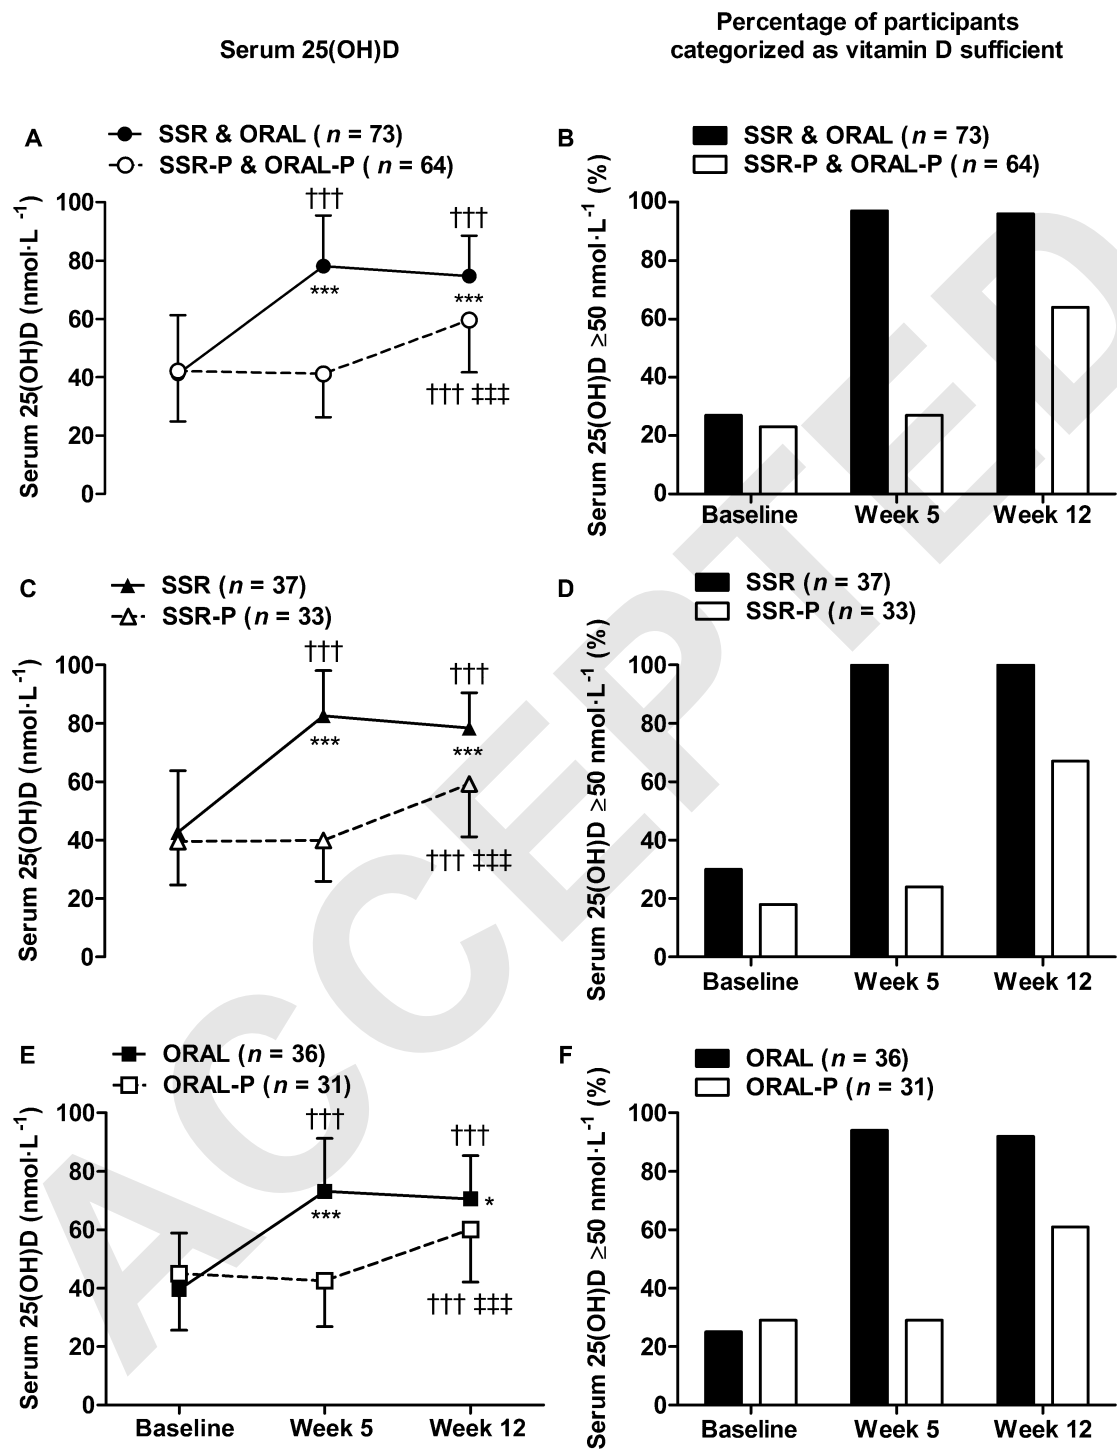 Serum 25(OH)D
Percentage of participants
categorized as vitamin D sufficient
A
SSR & ORAL (n = 73)
SSR-P & ORAL-P (n = 64)
Serum 25(OH)D (nmol·L⁻¹)
100
80
60
40
20
0
†††
†††
***
***
††† ‡‡‡
B
SSR & ORAL (n = 73)
SSR-P & ORAL-P (n = 64)
Serum 25(OH)D ≥50 nmol·L⁻¹ (%)
100
80
60
40
20
0
Baseline Week 5 Week 12
C
SSR (n = 37)
SSR-P (n = 33)
Serum 25(OH)D (nmol·L⁻¹)
100
80
60
40
20
0
†††
†††
***
***
††† ‡‡‡
D
SSR (n = 37)
SSR-P (n = 33)
Serum 25(OH)D ≥50 nmol·L⁻¹ (%)
100
80
60
40
20
0
Baseline Week 5 Week 12
E
ORAL (n = 36)
ORAL-P (n = 31)
Serum 25(OH)D (nmol·L⁻¹)
100
80
60
40
20
0
†††
†††
***
*
††† ‡‡‡
Baseline Week 5 Week 12
F
ORAL (n = 36)
ORAL-P (n = 31)
Serum 25(OH)D ≥50 nmol·L⁻¹ (%)
100
80
60
40
20
0
Baseline Week 5 Week 12
ACCEPTED